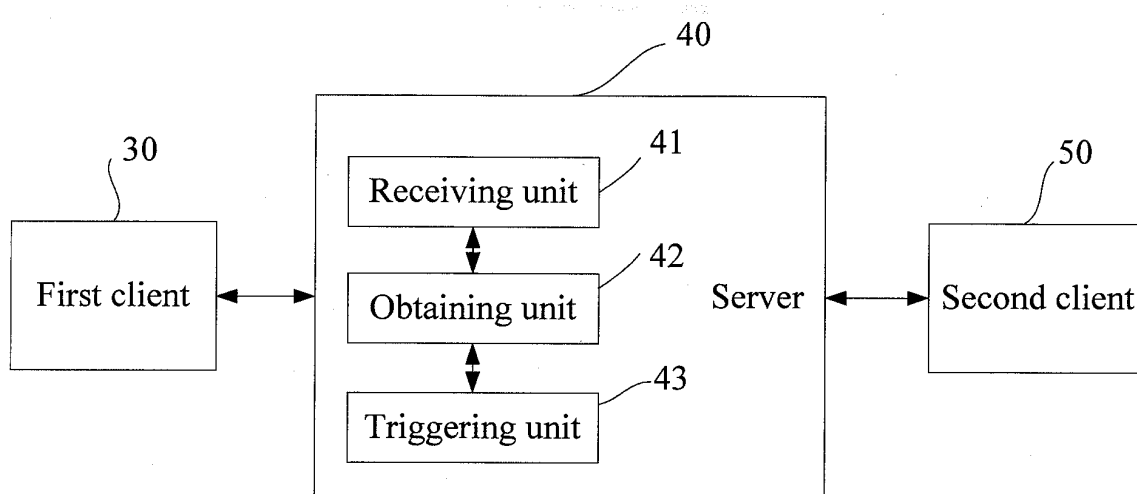 40
30
41
50
Receiving unit
42
First client
Obtaining unit
Server
Second client
43
Triggering unit